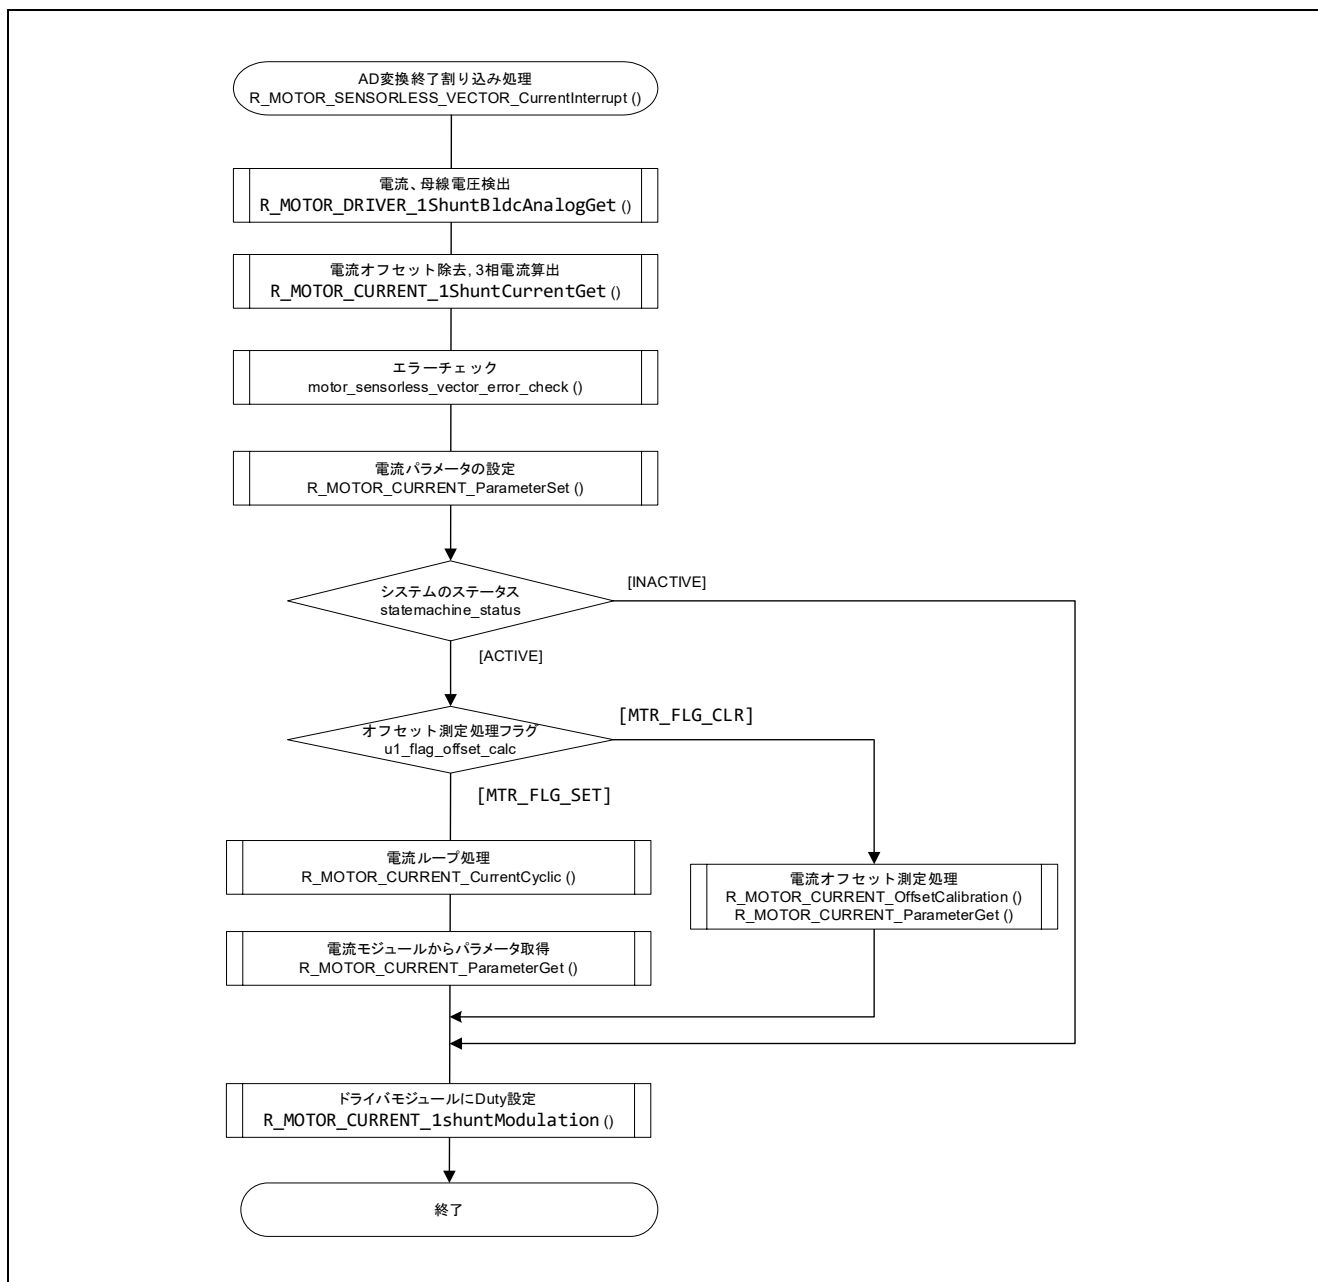 AD変換終了割り込み処理
R_MOTOR_SENSORLESS_VECTOR_CurrentInterrupt ()
電流、母線電圧検出
R_MOTOR_DRIVER_1ShuntBldcAnalogGet ()
電流オフセット除去, 3相電流算出
R_MOTOR_CURRENT_1ShuntCurrentGet ()
エラーチェック
motor_sensorless_vector_error_check ()
電流パラメータの設定
R_MOTOR_CURRENT_ParameterSet ()
システムのステータス
statemachine_status
[INACTIVE]
[ACTIVE]
オフセット測定処理フラグ
u1_flag_offset_calc
[MTR_FLG_CLR]
[MTR_FLG_SET]
電流ループ処理
R_MOTOR_CURRENT_CurrentCyclic ()
電流オフセット測定処理
R_MOTOR_CURRENT_OffsetCalibration ()
R_MOTOR_CURRENT_ParameterGet ()
電流モジュールからパラメータ取得
R_MOTOR_CURRENT_ParameterGet ()
ドライバモジュールにDuty設定
R_MOTOR_CURRENT_1shuntModulation ()
終了